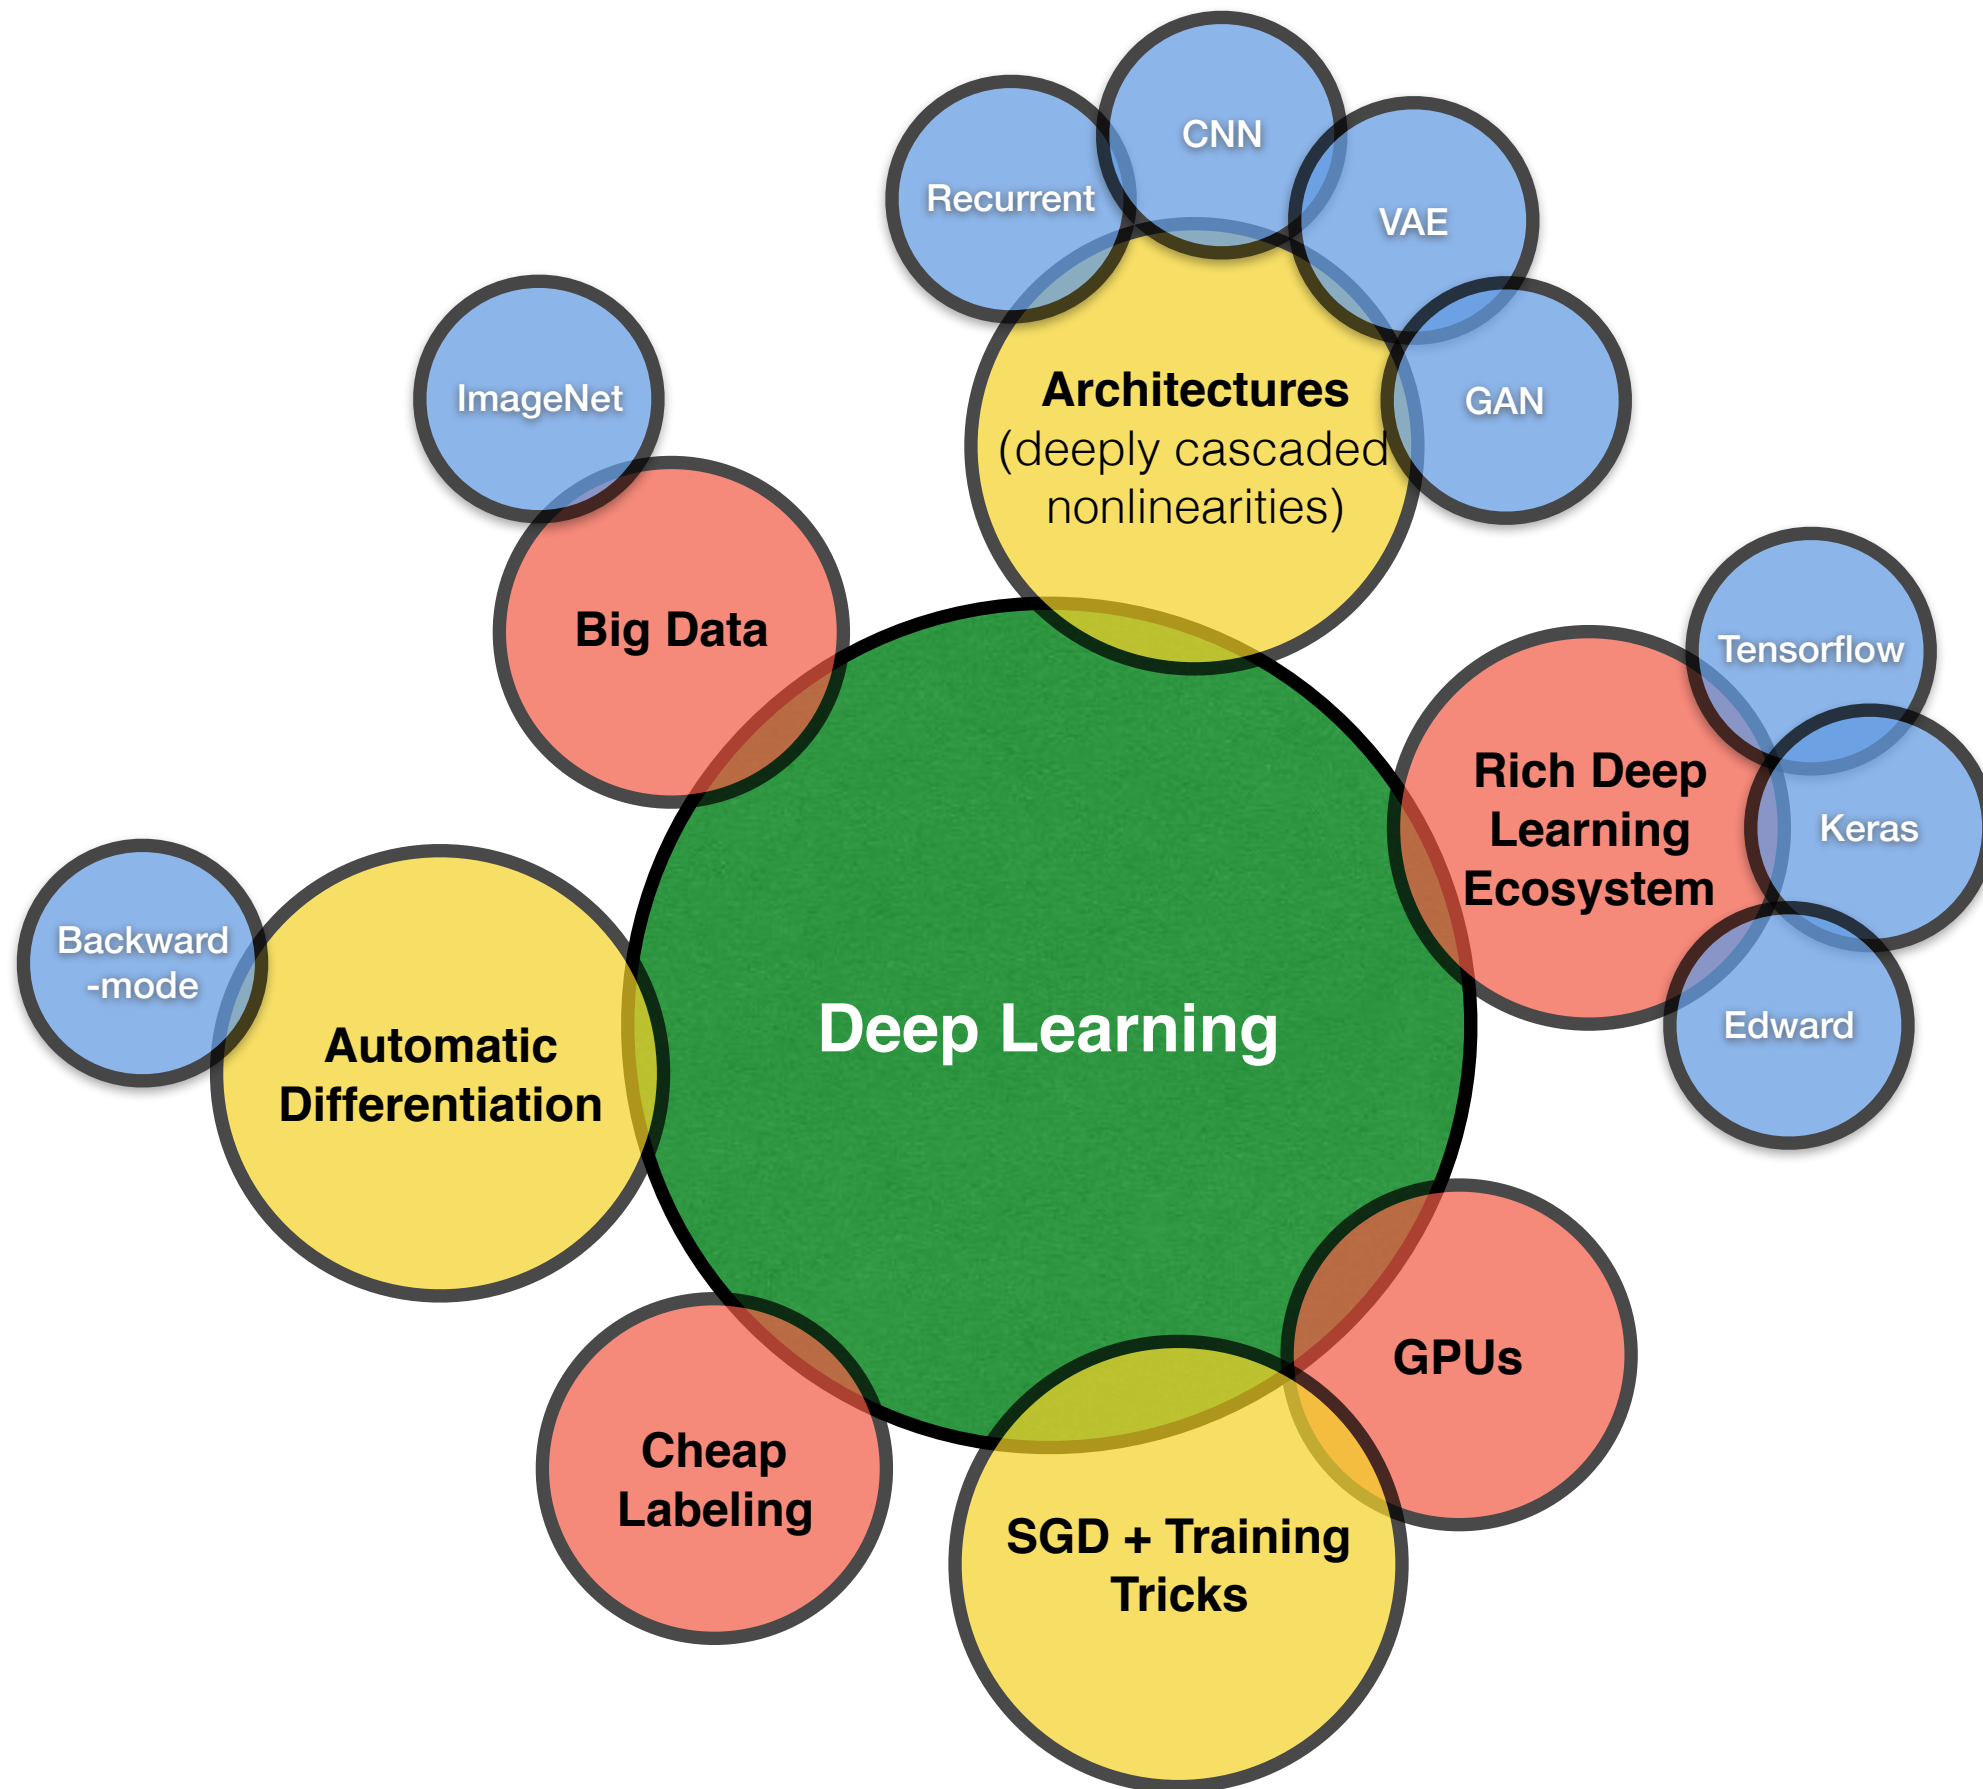 CNN
Recurrent
VAE
ImageNet
Architectures
(deeply cascaded
nonlinearities)
GAN
Big Data
Tensorflow
Rich Deep
Learning
Ecosystem
Keras
Backward
-mode
Automatic
Differentiation
Deep Learning
Edward
GPUs
Cheap
Labeling
SGD + Training
Tricks